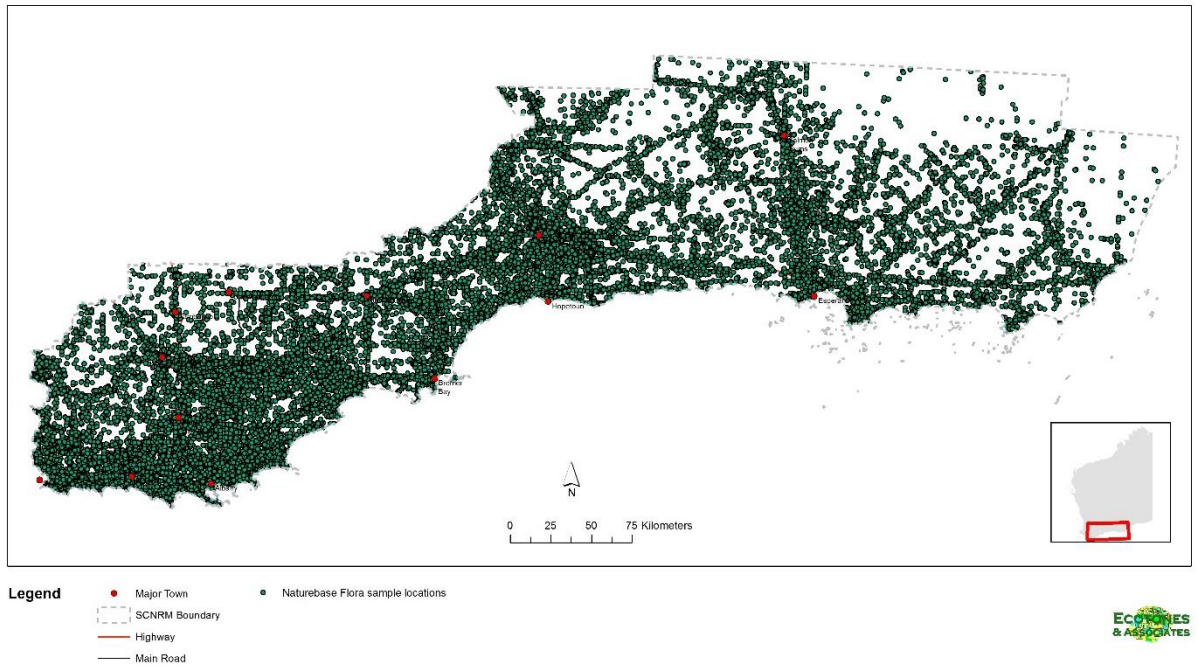 Hopetoun
Bremer
Bay
Albany
N
0 25 50 75 Kilometers
Legend
Major Town
Naturebase Flora sample locations
SCNRM Boundary
Highway
Main Road
ECOTONES
& ASSOCIATES